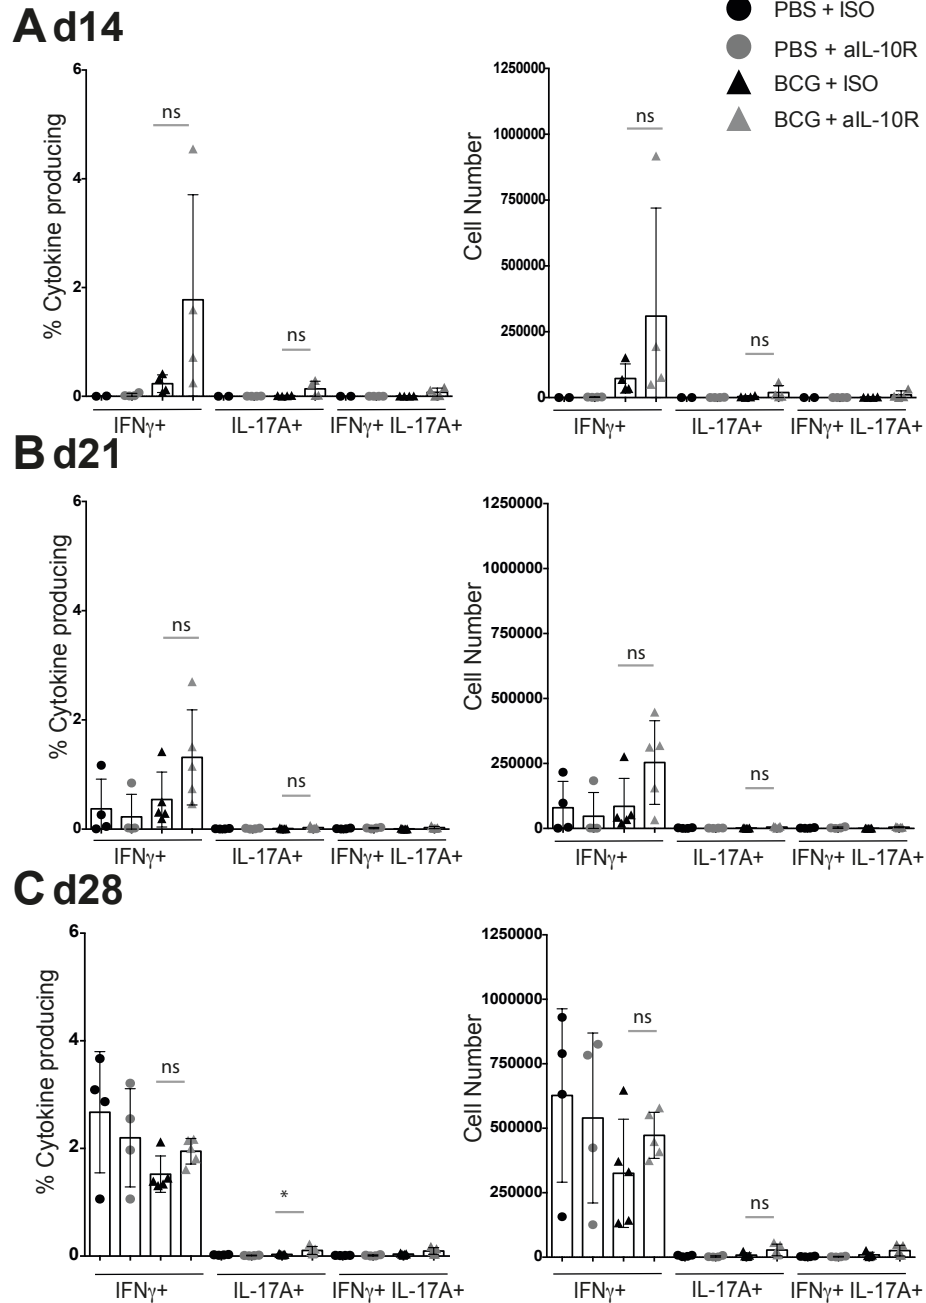 A d14
PBS + ISO
PBS + aIL-10R
BCG + ISO
BCG + aIL-10R
% Cytokine producing
6
4
2
0
ns
ns
IFNγ+ IL-17A+ IFNγ+ IL-17A+
Cell Number
1250000
1000000
750000
500000
250000
0
ns
ns
IFNγ+ IL-17A+ IFNγ+ IL-17A+
B d21
% Cytokine producing
6
4
2
0
ns
ns
IFNγ+ IL-17A+ IFNγ+ IL-17A+
Cell Number
1250000
1000000
750000
500000
250000
0
ns
ns
IFNγ+ IL-17A+ IFNγ+ IL-17A+
C d28
% Cytokine producing
6
4
2
0
ns
*
IFNγ+ IL-17A+ IFNγ+ IL-17A+
Cell Number
1250000
1000000
750000
500000
250000
0
ns
ns
IFNγ+ IL-17A+ IFNγ+ IL-17A+